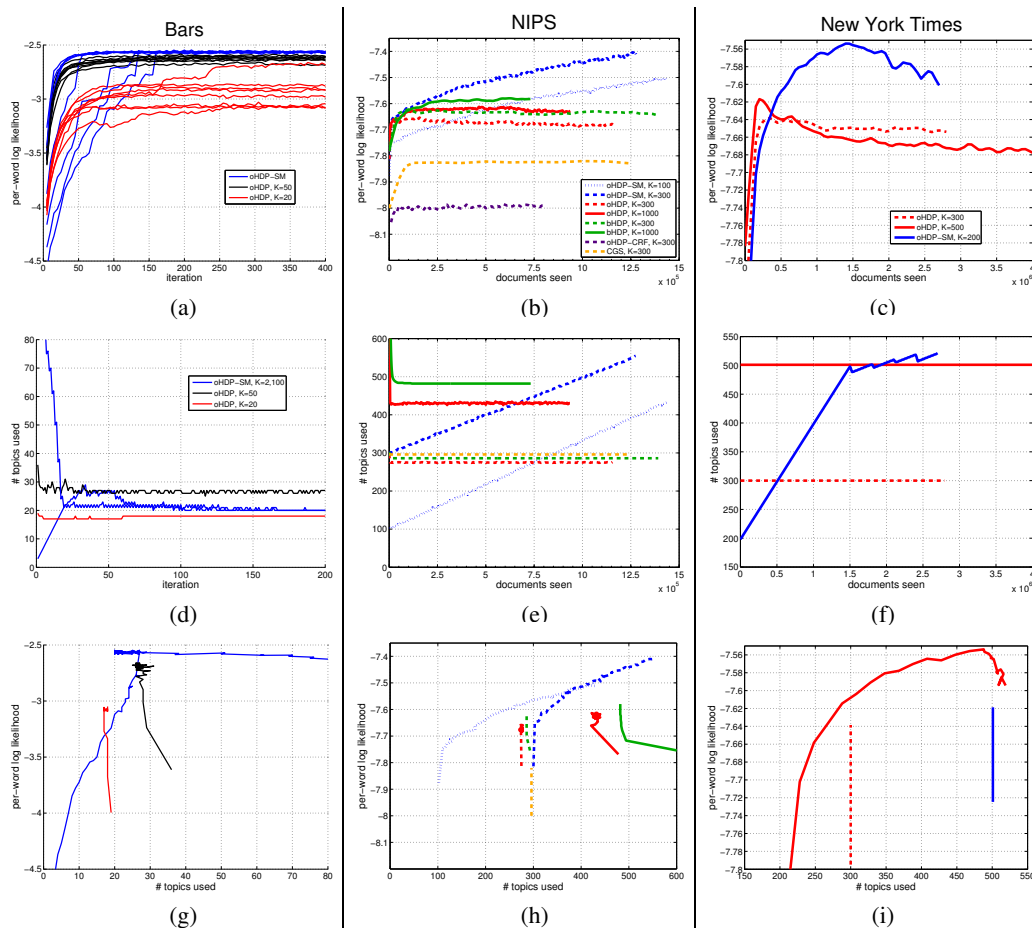 Bars
per-word log likelihood
−2.5
−3
−3.5
−4
−4.5
oHDP−SM
oHDP, K=50
oHDP, K=20
0 50 100 150 200 250 300 350 400
iteration
(a)
NIPS
per-word log likelihood
−7.4
−7.5
−7.6
−7.7
−7.8
−7.9
−8
−8.1
oHDP−SM, K=100
oHDP−SM, K=300
oHDP, K=300
oHDP, K=1000
bHDP, K=300
bHDP, K=1000
oHDP−CRF, K=300
CGS, K=300
0 2.5 5 7.5 10 12.5 15
x 10⁵
documents seen
(b)
New York Times
per-word log likelihood
−7.56
−7.58
−7.6
−7.62
−7.64
−7.66
−7.68
−7.7
−7.72
−7.74
−7.76
−7.78
−7.8
oHDP, K=300
oHDP, K=500
oHDP−SM, K=200
0 0.5 1 1.5 2 2.5 3 3.5 4
x 10⁶
documents seen
(c)
# topics used
80
70
60
50
40
30
20
10
0
oHDP−SM, K=2,100
oHDP, K=50
oHDP, K=20
0 50 100 150 200
iteration
(d)
# topics used
600
500
400
300
200
100
0
0 2.5 5 7.5 10 12.5 15
x 10⁵
documents seen
(e)
# topics used
550
500
450
400
350
300
250
200
150
0 0.5 1 1.5 2 2.5 3 3.5 4
x 10⁶
documents seen
(f)
per-word log likelihood
−2.5
−3
−3.5
−4
−4.5
0 10 20 30 40 50 60 70 80
# topics used
(g)
per-word log likelihood
−7.4
−7.5
−7.6
−7.7
−7.8
−7.9
−8
−8.1
0 100 200 300 400 500 600
# topics used
(h)
per-word log likelihood
−7.56
−7.58
−7.6
−7.62
−7.64
−7.66
−7.68
−7.7
−7.72
−7.74
−7.76
−7.78
−7.8
150 200 250 300 350 400 450 500 550
# topics used
(i)